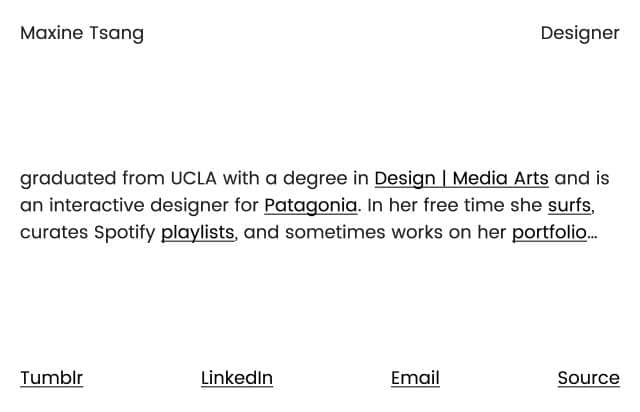 Maxine Tsang
Designer
graduated from UCLA with a degree in Design | Media Arts and is
an interactive designer for Patagonia. In her free time she surfs,
curates Spotify playlists, and sometimes works on her portfolio...
Tumblr
LinkedIn
Email
Source